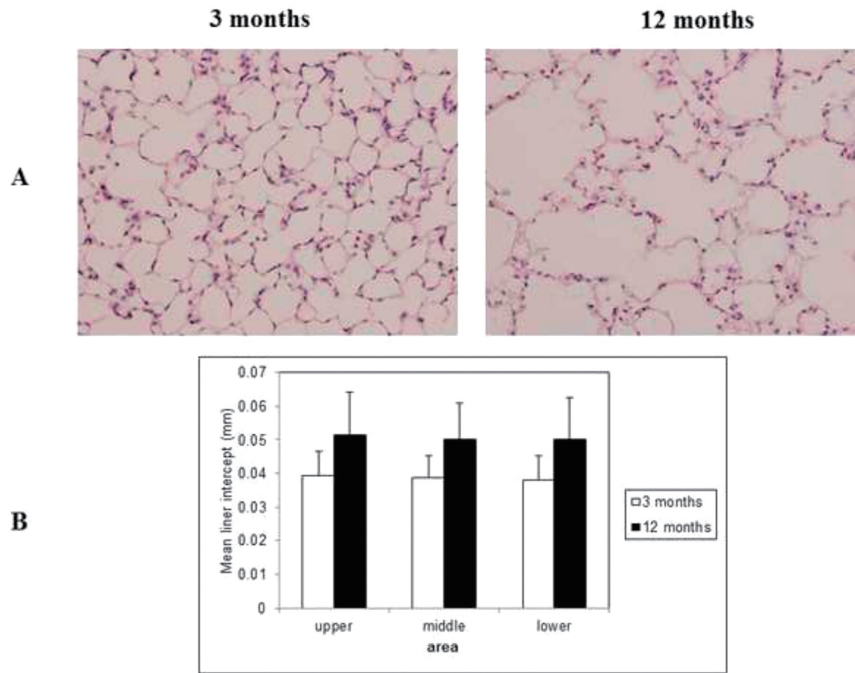 3 months 12 months
A
B
0.07
0.06
0.05
0.04
0.03
0.02
0.01
0
Mean liner intercept (mm)
upper middle lower
area
3 months
12 months